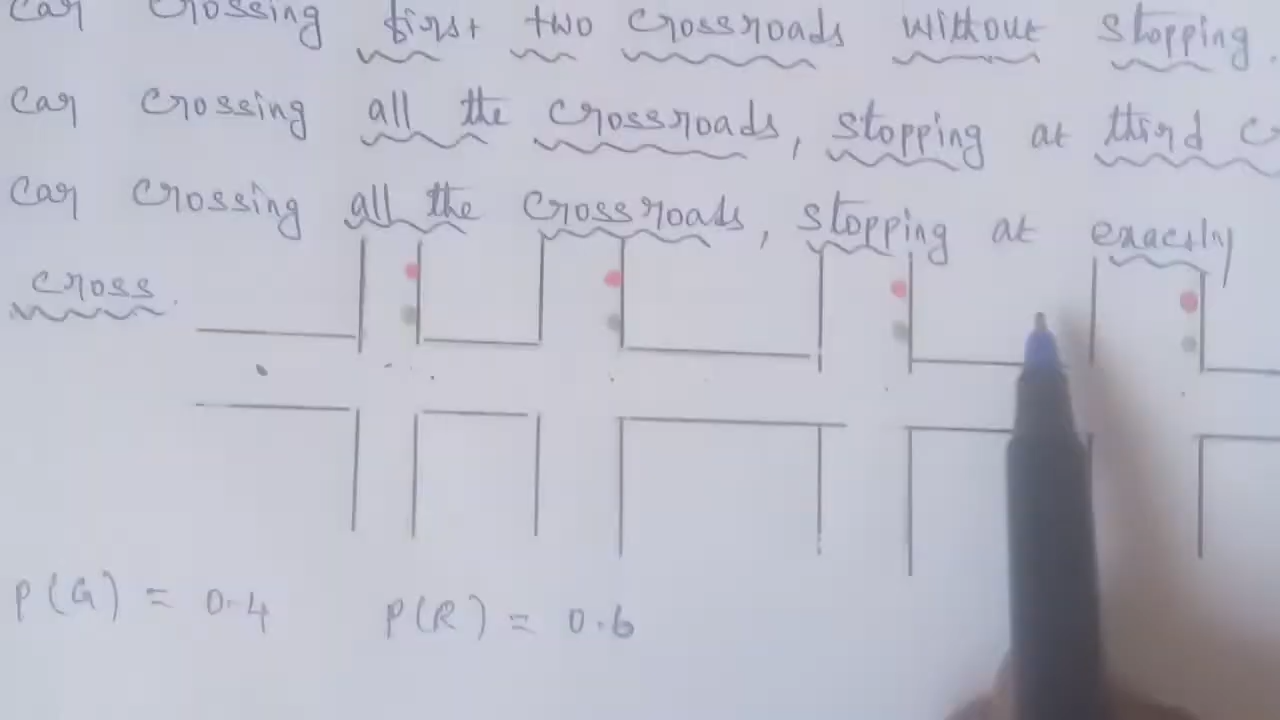 car crossing first two crossroads without stopping.
car crossing all the crossroads, stopping at third
car crossing all the crossroads, stopping at exactly
cross.
P(G) = 0.4 P(R) = 0.6